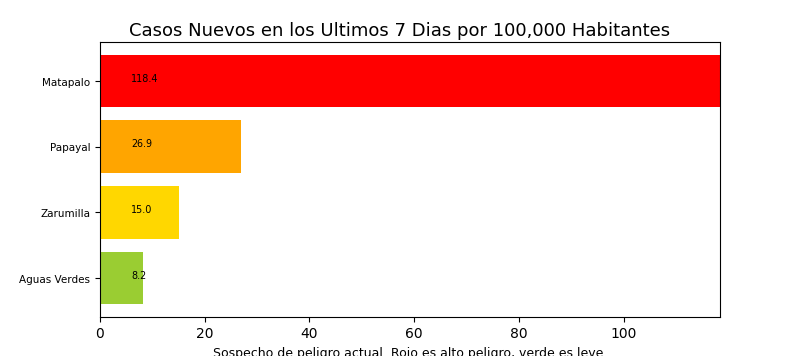 Casos Nuevos en los Ultimos 7 Dias por 100,000 Habitantes
Matapalo 118.4
Papayal 26.9
Zarumilla 15.0
Aguas Verdes 8.2
0 20 40 60 80 100
Sospecho de peligro actual. Rojo es alto peligro, verde es leve